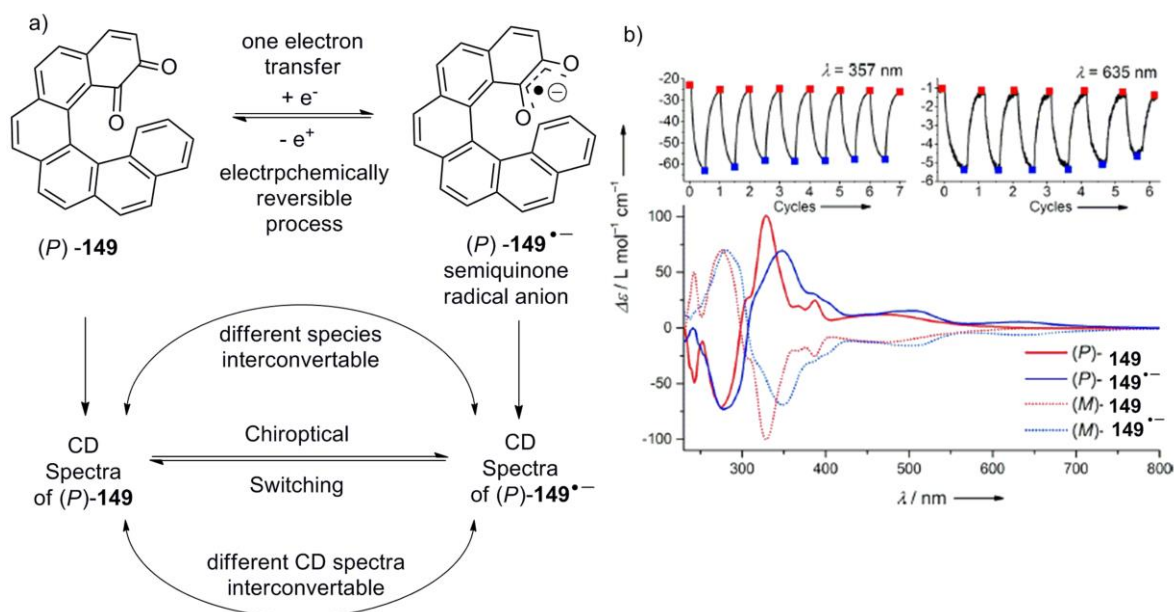 a)
one electron
transfer
+ e-
- e+
electrpchemically
reversible
process
O
O
O
O
• −
(P) -149
(P) -149•−
semiquinone
radical anion
different species
interconvertable
CD
Spectra
of (P)-149
Chiroptical
Switching
CD
Spectra
of (P)-149•−
different CD spectra
interconvertable
b)
λ = 357 nm
-20
-30
-40
-50
-60
0 1 2 3 4 5 6 7
Cycles
λ = 635 nm
-1
-2
-3
-4
-5
-6
0 1 2 3 4 5 6
Cycles
Δε / L mol−1 cm−1
100
50
0
-50
-100
(P)- 149
(P)- 149•−
(M)- 149
(M)- 149•−
300 400 500 600 700 800
λ / nm